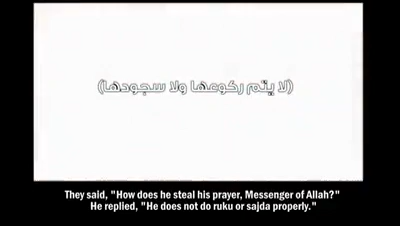 (لا يتم ركوعها ولا سجودها)
They said, "How does he steal his prayer, Messenger of Allah?"
He replied, "He does not do ruku or sajda properly."